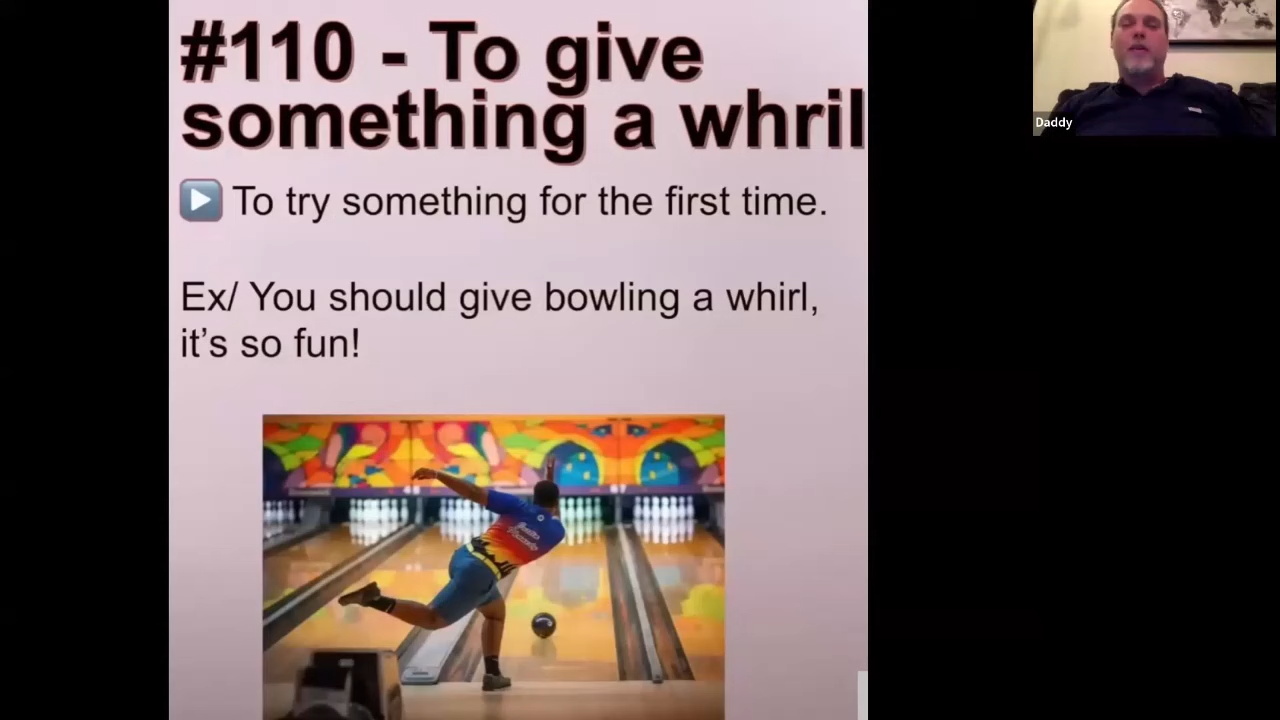 #110 - To give
something a whril
To try something for the first time.
Ex/ You should give bowling a whirl,
it's so fun!
Daddy